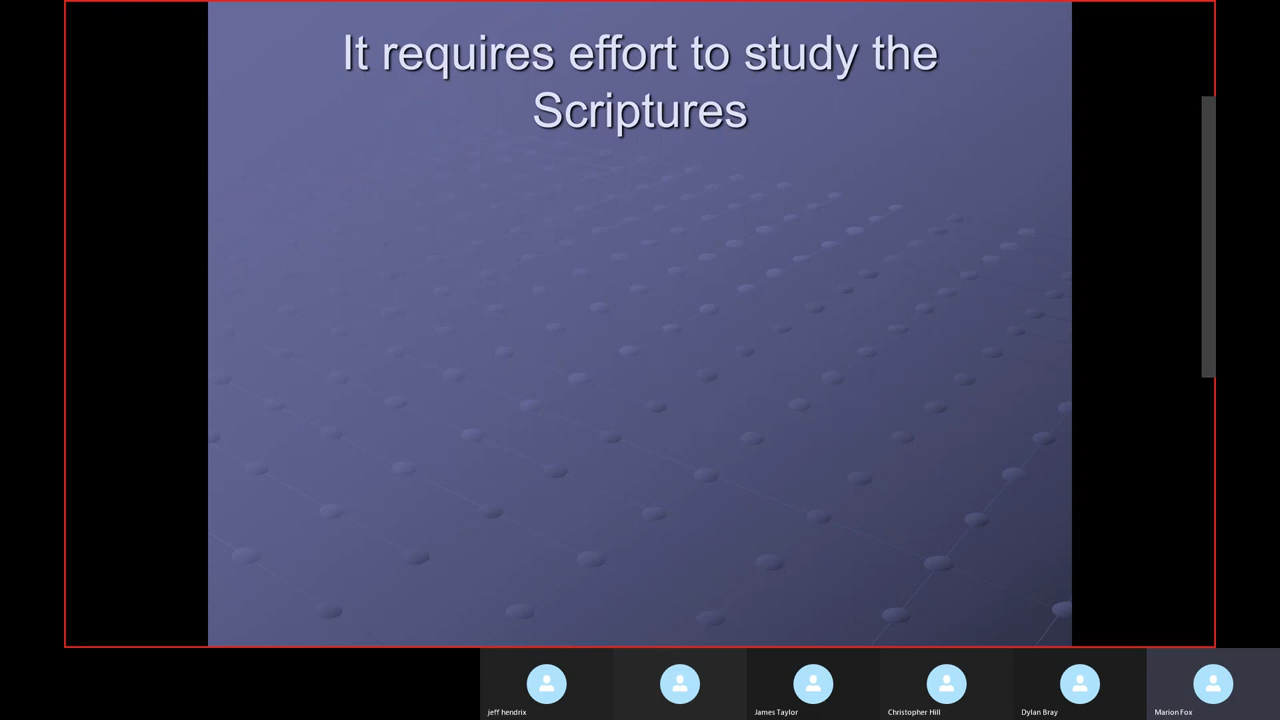 It requires effort to study the
Scriptures
jeff hendrix
James Taylor
Christopher Hill
Dylan Bray
Marion Fox